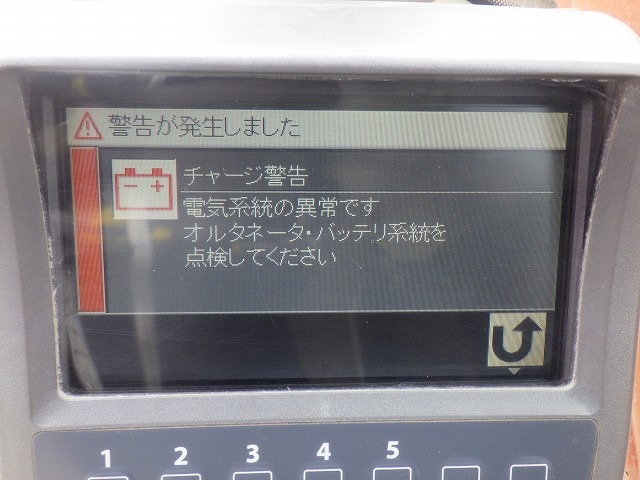 警告が発生しました
チャージ警告
電気系統の異常です
オルタネータ・バッテリ系統を
点検してください
1 2 3 4 5